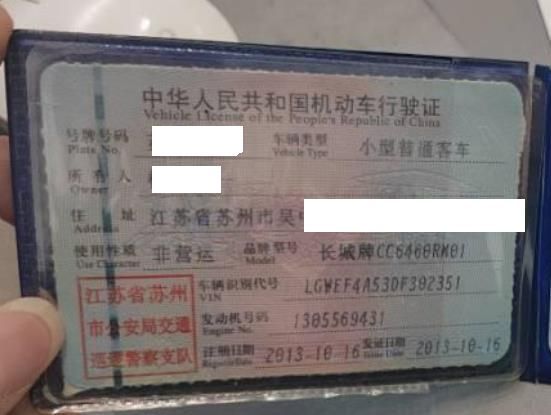 中华人民共和国机动车行驶证
Vehicle License of the People's Republic of China
号牌号码 车辆类型 小型普通客车
Plate No. Vehicle Type
所有人
Owner
住址 江苏省苏州市吴
Address
使用性质 非营运 品牌型号 长城牌CC6460RM01
Use Character Model
江苏省苏州
市公安局交通
巡逻警察支队
车辆识别代号 LGWEF4A53DF302351
VIN
发动机号码 1305569431
Engine No.
注册日期 2013-10-16 发证日期 2013-10-16
Register Date Issue Date